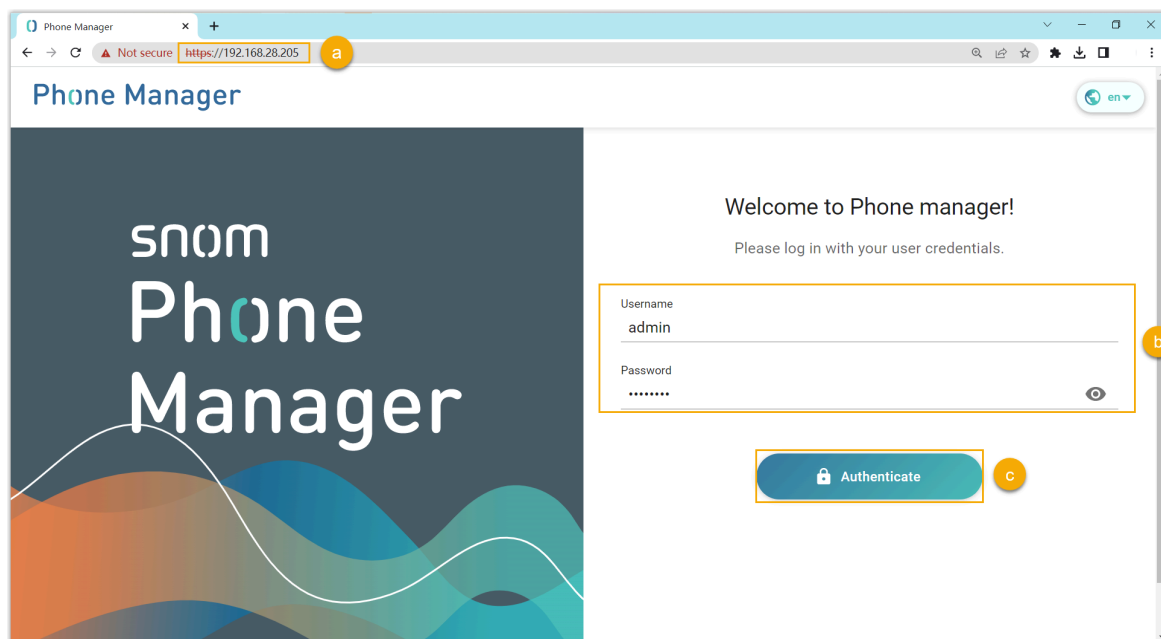 Phone Manager
Not secure https://192.168.28.205
a
Phone Manager
en
snom
Phone
Manager
Welcome to Phone manager!
Please log in with your user credentials.
Username
admin
b
Password
••••••••
Authenticate
c